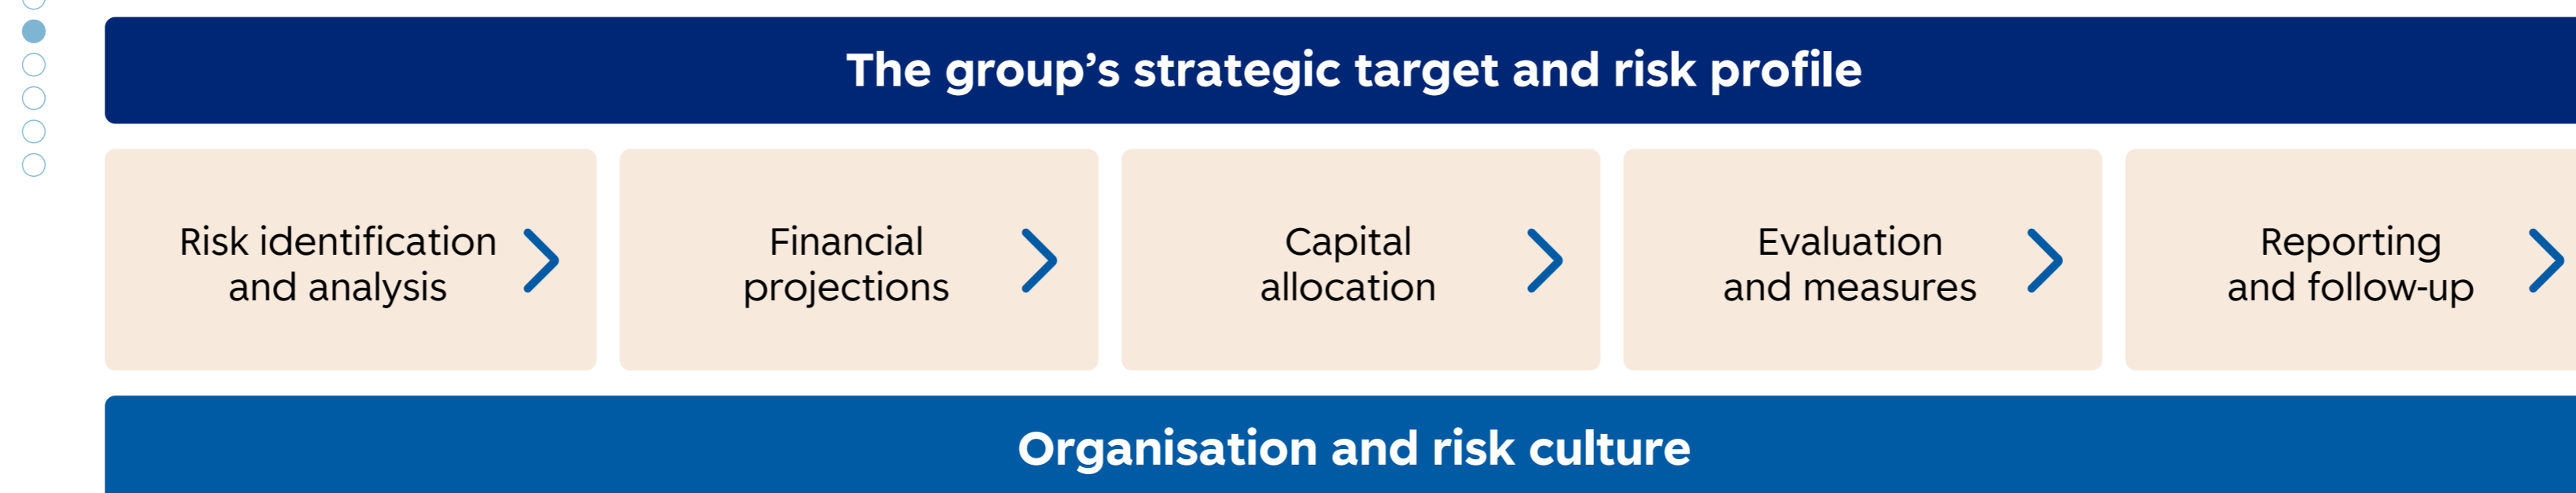 The group’s strategic target and risk profile
Risk identification
and analysis
Financial
projections
Capital
allocation
Evaluation
and measures
Reporting
and follow-up
Organisation and risk culture